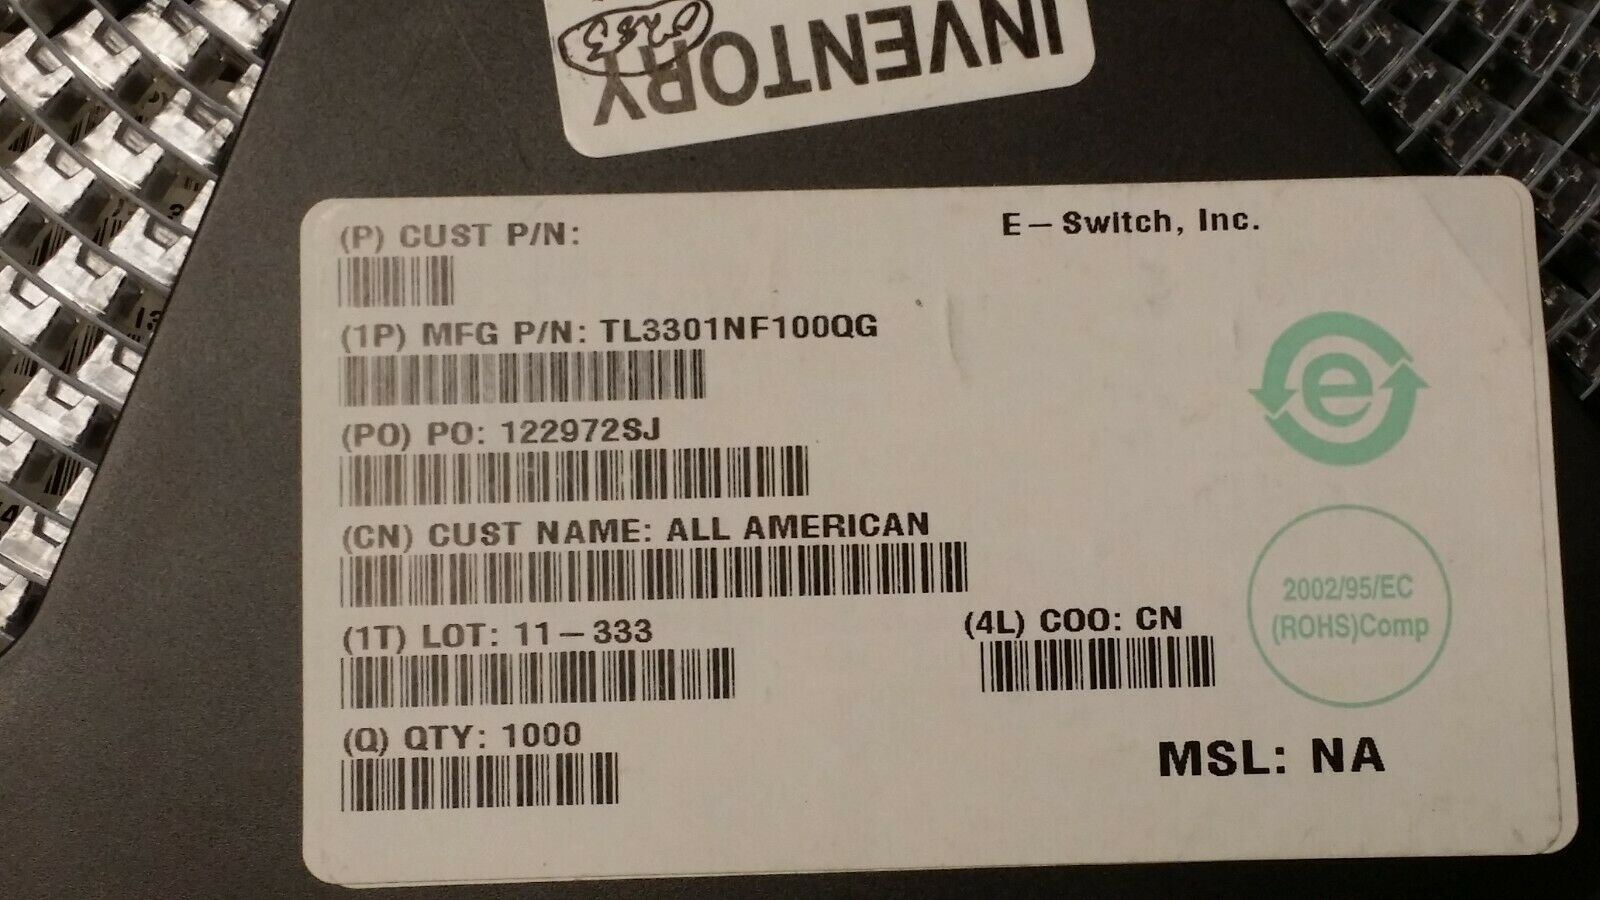 INVENTORY
(P) CUST P/N:
E-Switch, Inc.
(1P) MFG P/N: TL3301NF100QG
(PO) PO: 122972SJ
(CN) CUST NAME: ALL AMERICAN
(1T) LOT: 11-333
(4L) COO: CN
(Q) QTY: 1000
e
2002/95/EC
(ROHS)Comp
MSL: NA